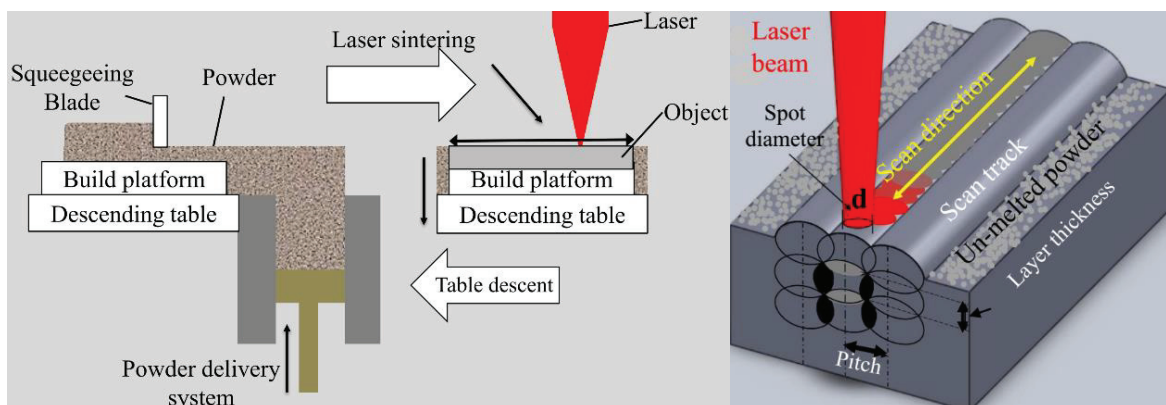 Squeegeeing
Blade
Powder
Build platform
Descending table
Powder delivery
system
Laser sintering
Laser
Object
Build platform
Descending table
Table descent
Laser
beam
Spot
diameter
d
Scan direction
Scan track
Un-melted powder
Layer thickness
Pitch